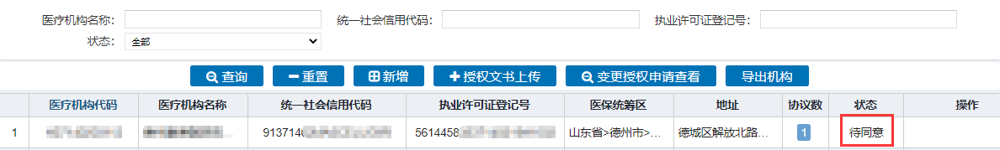 医疗机构名称： 统一社会信用代码： 执业许可证登记号：
状态： 全部
查询 重置 新增 授权文书上传 变更授权申请查看 导出机构
医疗机构代码 医疗机构名称 统一社会信用代码 执业许可证登记号 医保统筹区 地址 协议数 状态 操作
1 913714 5614458 山东省>德州市>... 德城区解放北路... 1 待同意